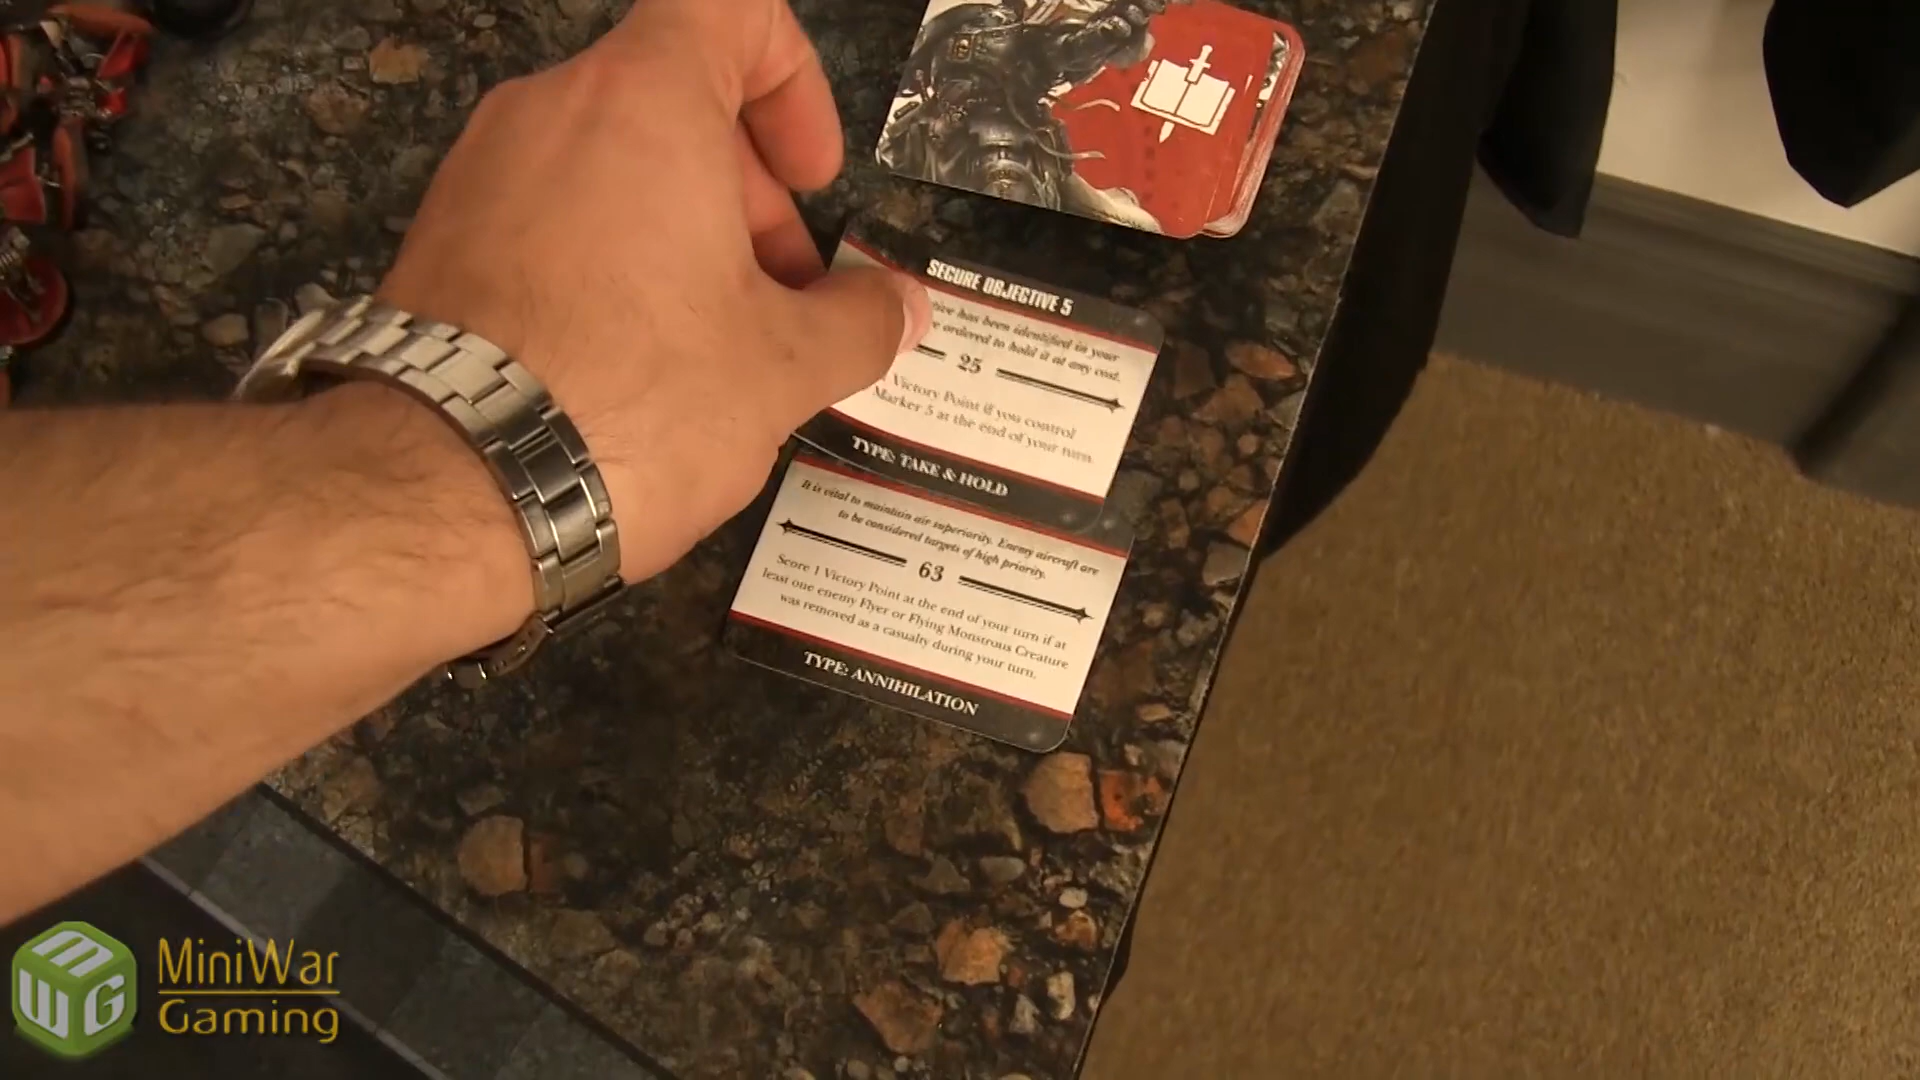 SECURE OBJECTIVE 5
has been identified in your
ordered to hold it at any cost.
25
Victory Point if you control
Marker 5 at the end of your turn.
TYPE: TAKE & HOLD
It is vital to maintain air superiority. Enemy aircraft are
to be considered targets of high priority.
63
Score 1 Victory Point at the end of your turn if at
least one enemy Flyer or Flying Monstrous Creature
was removed as a casualty during your turn.
TYPE: ANNIHILATION
MWG
MiniWar
Gaming